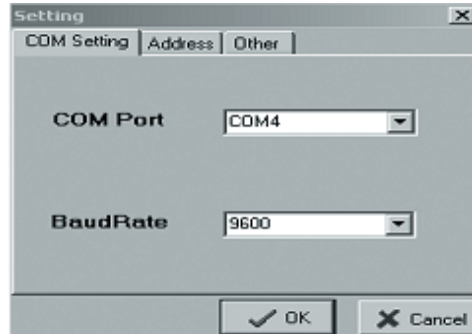 Setting
COM Setting Address Other
COM Port COM4
BaudRate 9600
OK Cancel